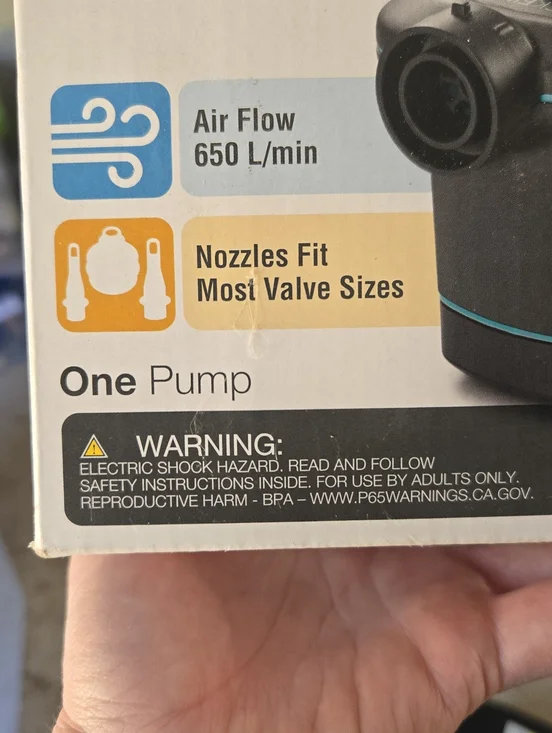 Air Flow
650 L/min
Nozzles Fit
Most Valve Sizes
One Pump
WARNING:
ELECTRIC SHOCK HAZARD. READ AND FOLLOW
SAFETY INSTRUCTIONS INSIDE. FOR USE BY ADULTS ONLY.
REPRODUCTIVE HARM - BPA – WWW.P65WARNINGS.CA.GOV.